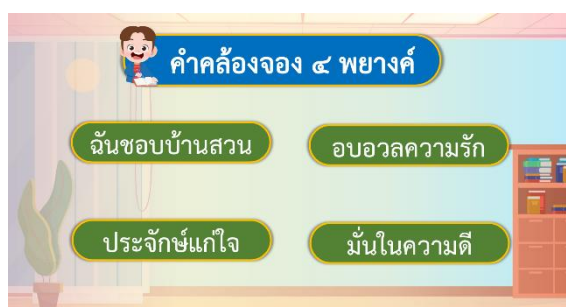 คำคล้องจอง ๔ พยางค์
ฉันชอบบ้านสวน
อบอวลความรัก
ประจักษ์แก่ใจ
มั่นในความดี